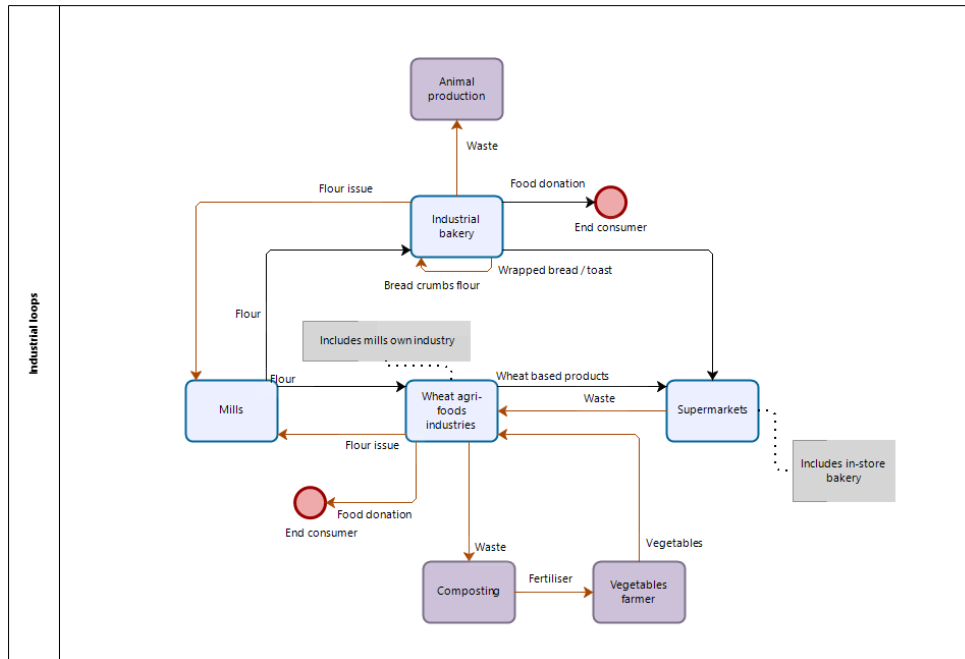 Industrial loops
Animal
production
Waste
Flour issue
Food donation
Industrial
bakery
End consumer
Wrapped bread / toast
Bread crumbs flour
Flour
Includes mills own industry
Flour
Wheat based products
Mills
Wheat agri-
foods
industries
Waste
Supermarkets
Flour issue
Includes in-store
bakery
Food donation
End consumer
Waste
Vegetables
Composting
Fertiliser
Vegetables
farmer